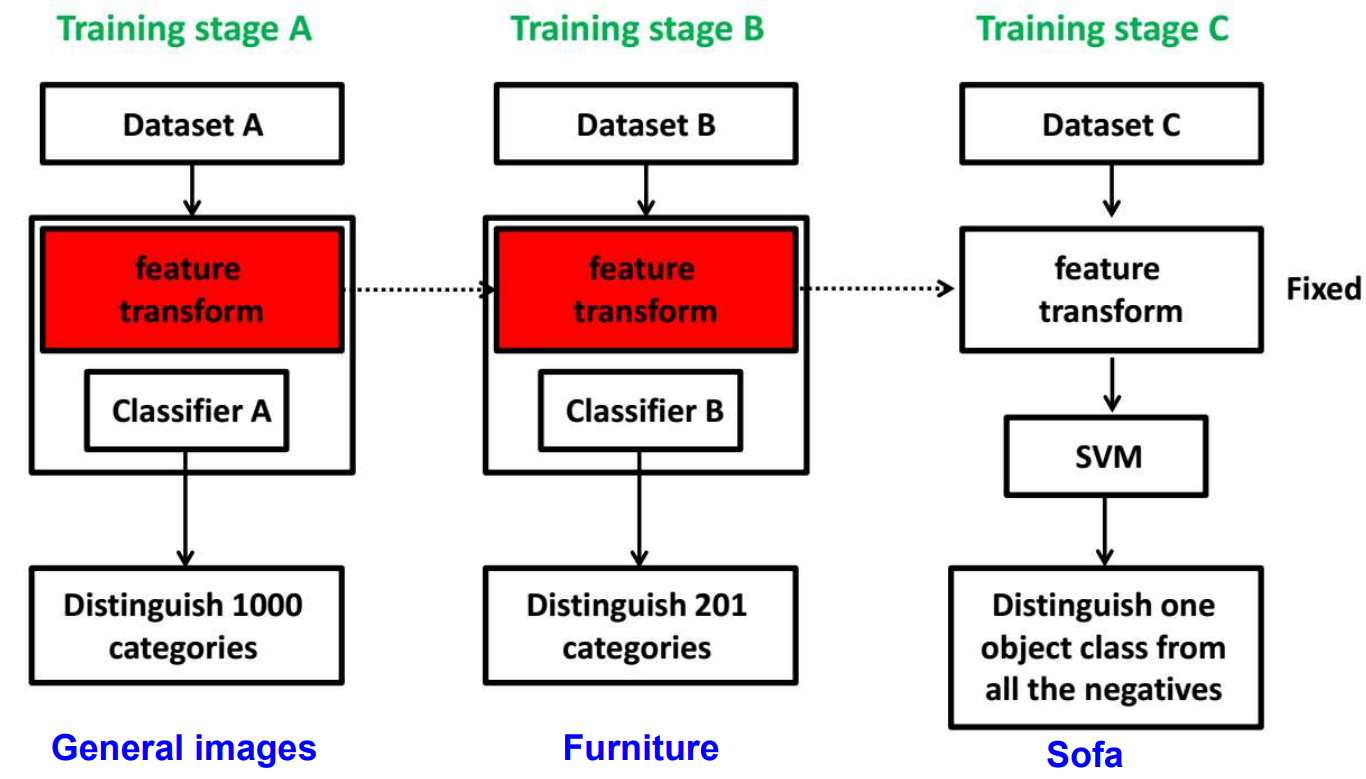 Training stage A
Training stage B
Training stage C
Dataset A
Dataset B
Dataset C
feature
transform
feature
transform
feature
transform
Fixed
Classifier A
Classifier B
SVM
Distinguish 1000
categories
Distinguish 201
categories
Distinguish one
object class from
all the negatives
General images
Furniture
Sofa